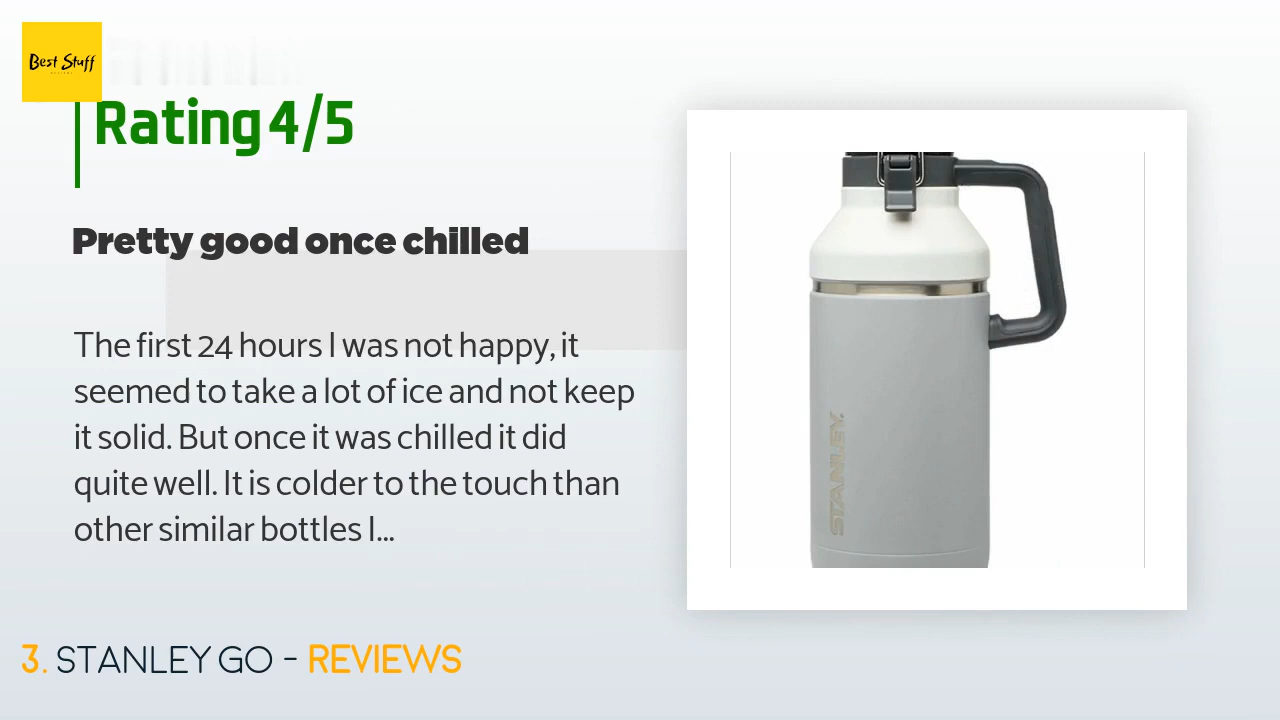 Best Stuff
Rating 4/5
Pretty good once chilled
The first 24 hours I was not happy, it
seemed to take a lot of ice and not keep
it solid. But once it was chilled it did
quite well. It is colder to the touch than
other similar bottles I...
STANLEY.
3. STANLEY GO - REVIEWS